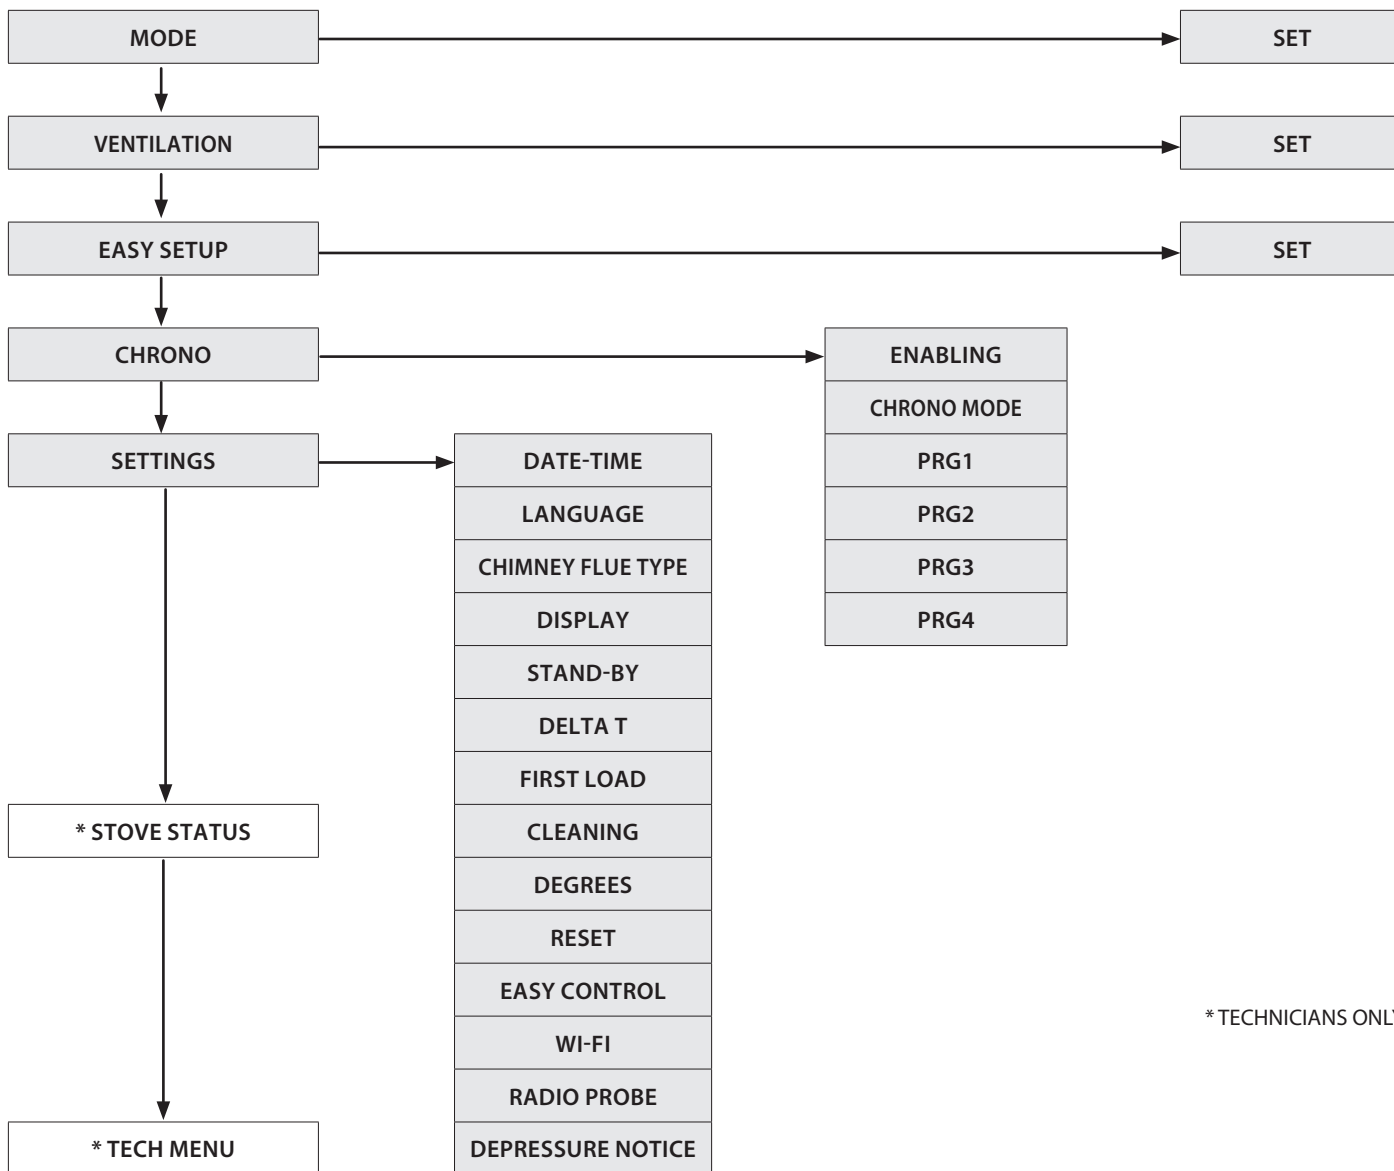 MODE
SET
VENTILATION
SET
EASY SETUP
SET
CHRONO
ENABLING
CHRONO MODE
PRG1
PRG2
PRG3
PRG4
SETTINGS
DATE-TIME
LANGUAGE
CHIMNEY FLUE TYPE
DISPLAY
STAND-BY
DELTA T
FIRST LOAD
CLEANING
DEGREES
RESET
EASY CONTROL
WI-FI
RADIO PROBE
DEPRESSURE NOTICE
* STOVE STATUS
* TECH MENU
* TECHNICIANS ONLY